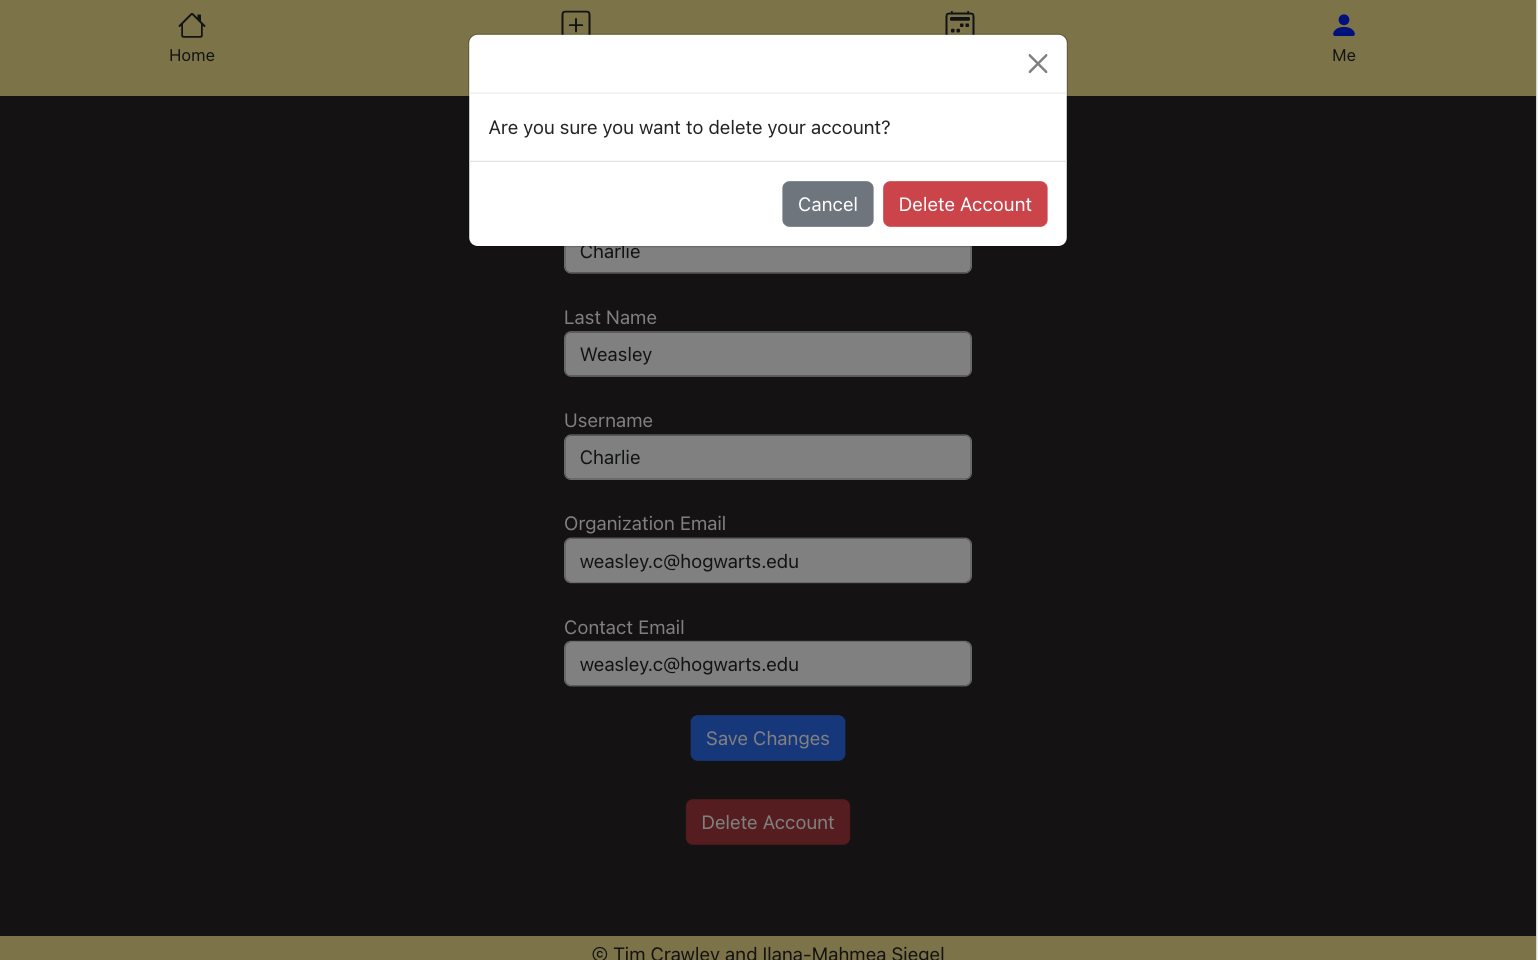 Home
Me
Are you sure you want to delete your account?
Cancel
Delete Account
Charlie
Last Name
Weasley
Username
Charlie
Organization Email
weasley.c@hogwarts.edu
Contact Email
weasley.c@hogwarts.edu
Save Changes
Delete Account
© Tim Crawley and Ilana-Mahmea Siegel